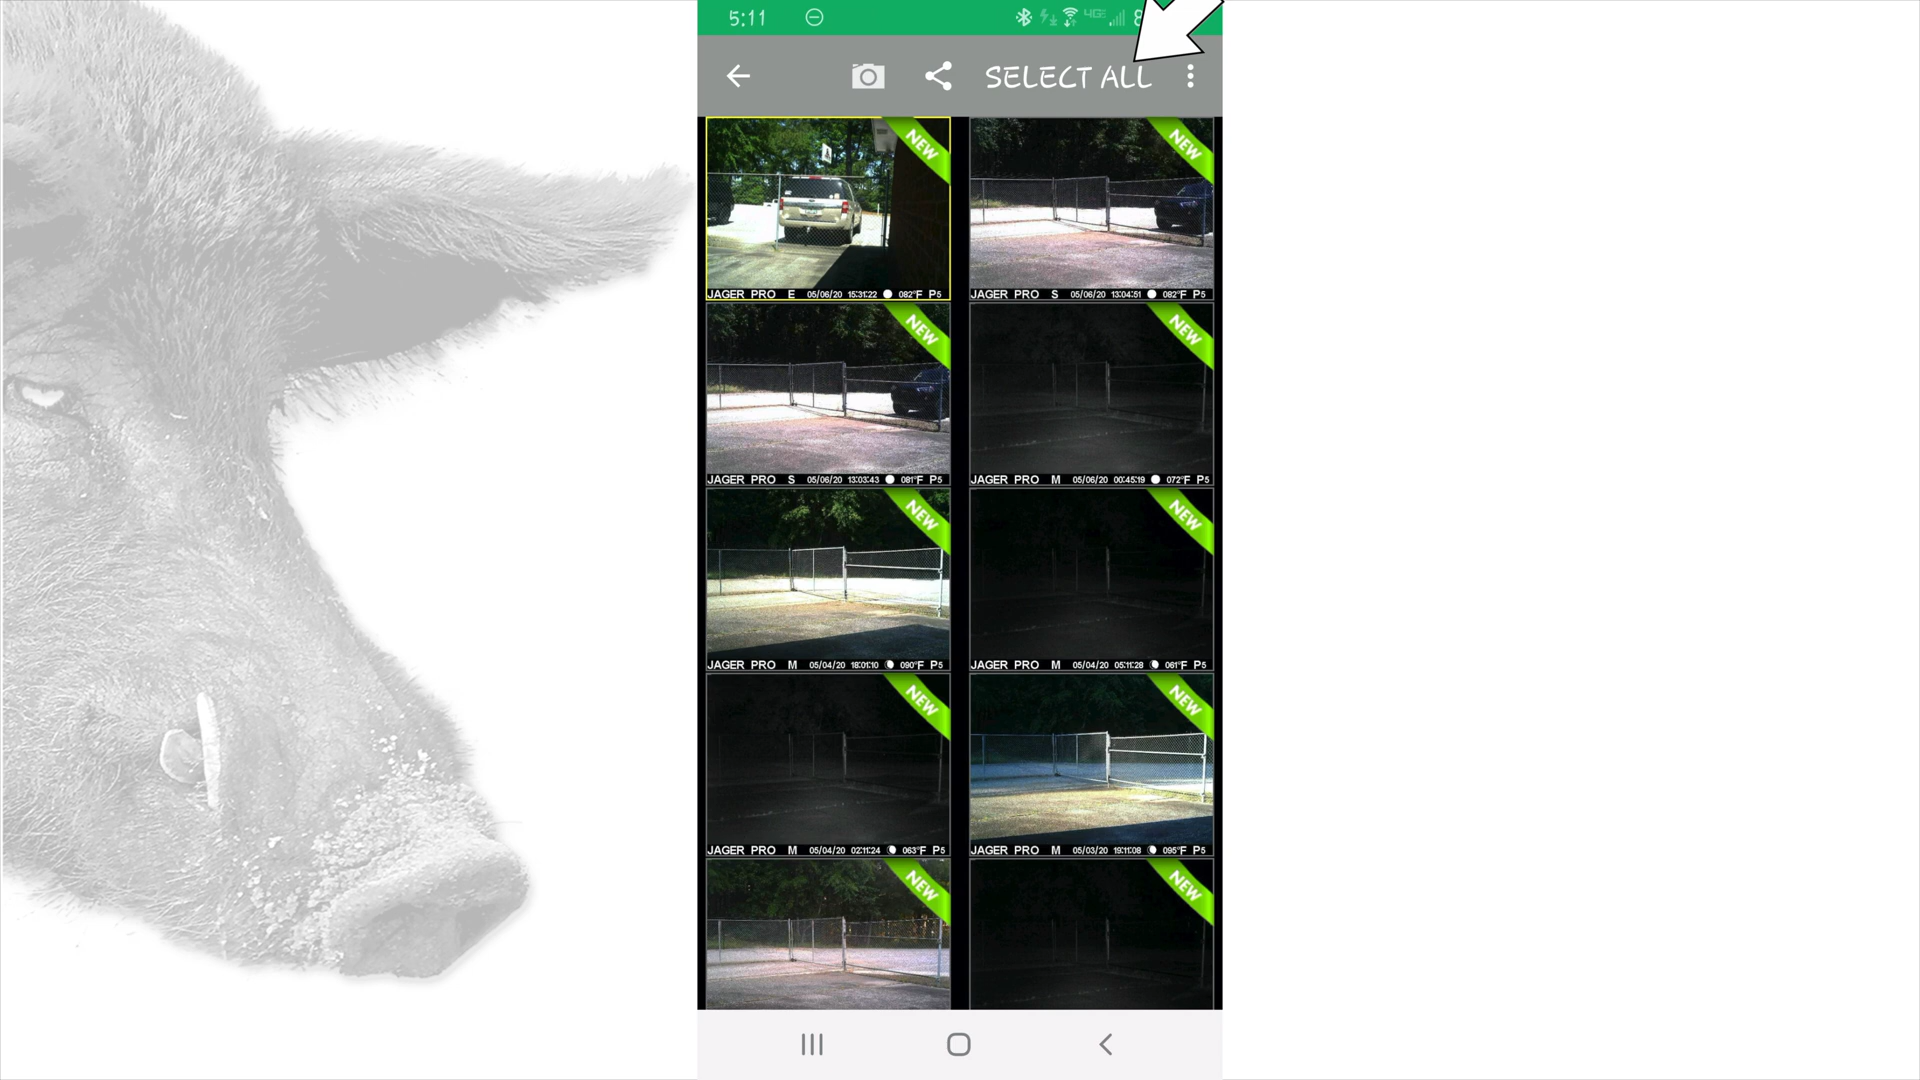 5:11
4GE
SELECT ALL
NEW
NEW
JAGER PRO E 05/06/20 15:31:22 082°F P5
JAGER PRO S 05/06/20 13:04:51 082°F P5
NEW
NEW
JAGER PRO S 05/06/20 13:03:43 081°F P5
JAGER PRO M 05/06/20 00:45:19 072°F P5
NEW
NEW
JAGER PRO M 05/04/20 18:01:10 090°F P5
JAGER PRO M 05/04/20 05:11:28 061°F P5
NEW
NEW
JAGER PRO M 05/04/20 02:11:24 063°F P5
JAGER PRO M 05/03/20 19:11:08 095°F P5
NEW
NEW